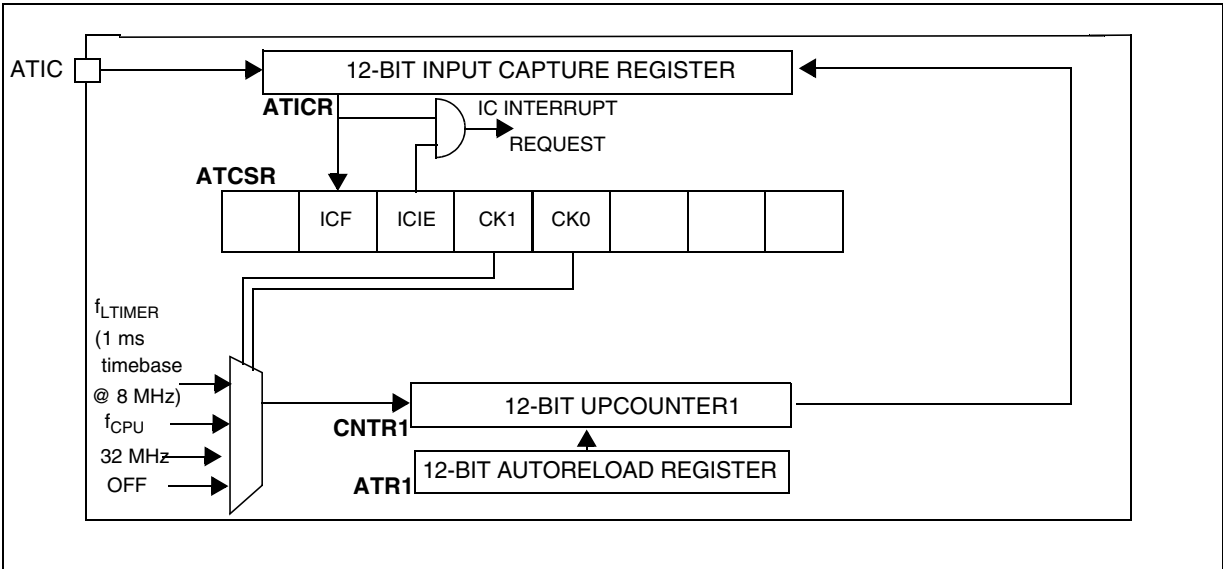 ATIC
12-BIT INPUT CAPTURE REGISTER
ATICR
IC INTERRUPT
REQUEST
ATCSR
ICF
ICIE
CK1
CK0
fLTIMER
(1 ms
timebase
@ 8 MHz)
fCPU
32 MHz
OFF
12-BIT UPCOUNTER1
CNTR1
12-BIT AUTORELOAD REGISTER
ATR1